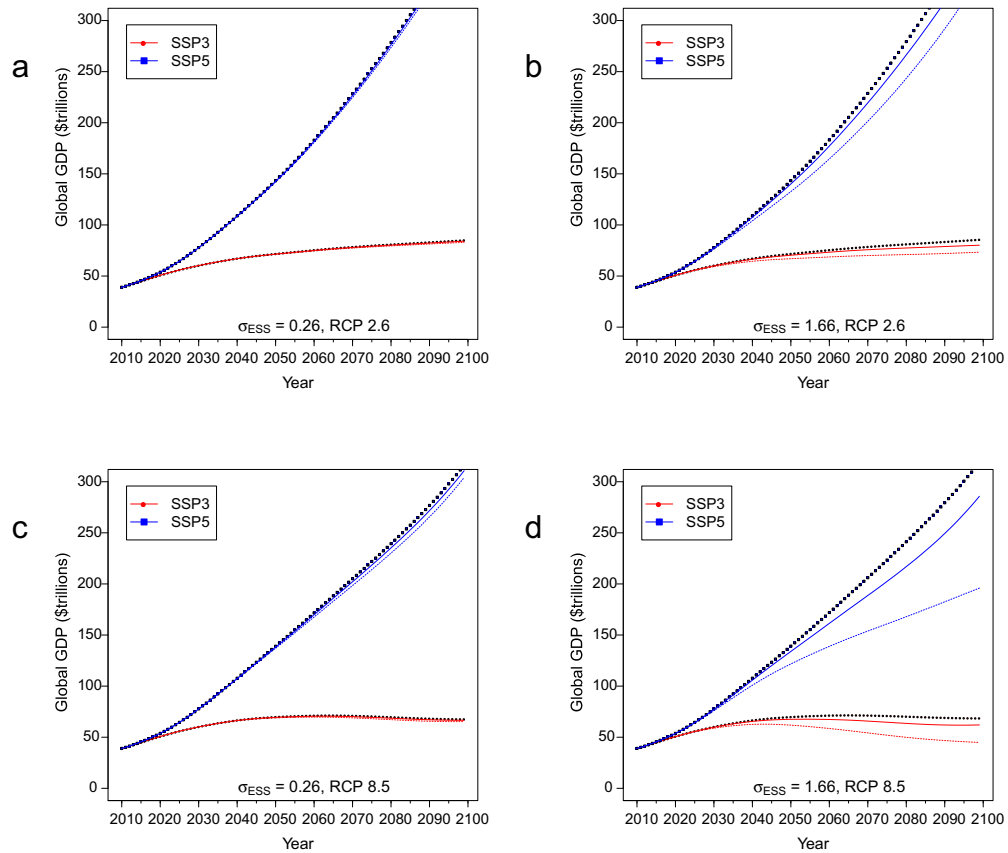 a
300
250
200
150
100
50
0
Global GDP ($trillions)
SSP3
SSP5
σESS = 0.26, RCP 2.6
2010 2020 2030 2040 2050 2060 2070 2080 2090 2100
Year
b
300
250
200
150
100
50
0
Global GDP ($trillions)
SSP3
SSP5
σESS = 1.66, RCP 2.6
2010 2020 2030 2040 2050 2060 2070 2080 2090 2100
Year
c
300
250
200
150
100
50
0
Global GDP ($trillions)
SSP3
SSP5
σESS = 0.26, RCP 8.5
2010 2020 2030 2040 2050 2060 2070 2080 2090 2100
Year
d
300
250
200
150
100
50
0
Global GDP ($trillions)
SSP3
SSP5
σESS = 1.66, RCP 8.5
2010 2020 2030 2040 2050 2060 2070 2080 2090 2100
Year